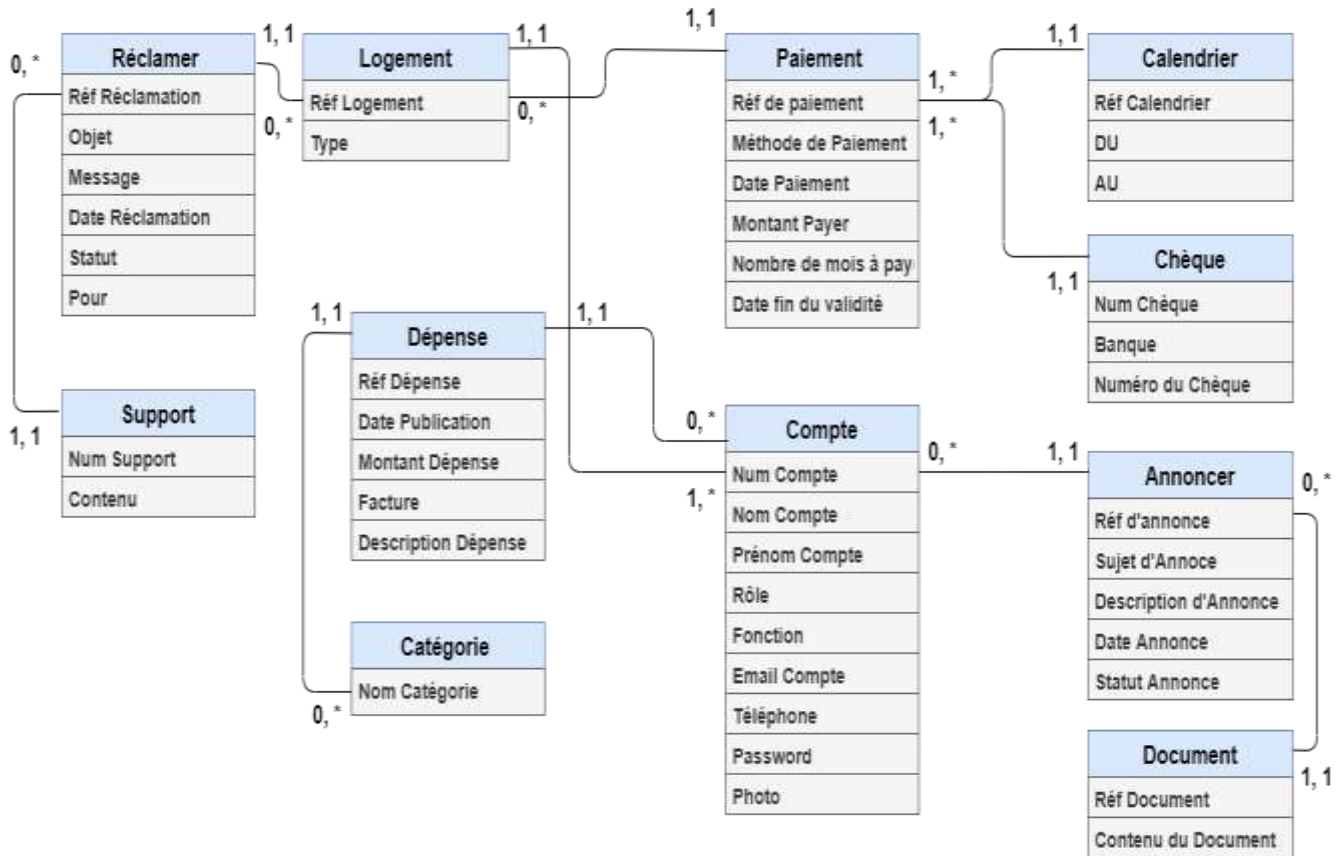 Réclamer
Réf Réclamation
Objet
Message
Date Réclamation
Statut
Pour
0, *
1, 1
0, *
Logement
Réf Logement
Type
1, 1
0, *
1, 1
Paiement
Réf de paiement
Méthode de Paiement
Date Paiement
Montant Payer
Nombre de mois à pay
Date fin du validité
1, *
1, *
1, 1
Calendrier
Réf Calendrier
DU
AU
1, 1
Chèque
Num Chèque
Banque
Numéro du Chèque
1, 1
Support
Num Support
Contenu
1, 1
Dépense
Réf Dépense
Date Publication
Montant Dépense
Facture
Description Dépense
1, 1
0, *
Catégorie
Nom Catégorie
0, *
1, *
Compte
Num Compte
Nom Compte
Prénom Compte
Rôle
Fonction
Email Compte
Téléphone
Password
Photo
0, *
1, 1
Annoncer
Réf d'annonce
Sujet d'Annoce
Description d'Annonce
Date Annonce
Statut Annonce
0, *
Document
Réf Document
Contenu du Document
1, 1